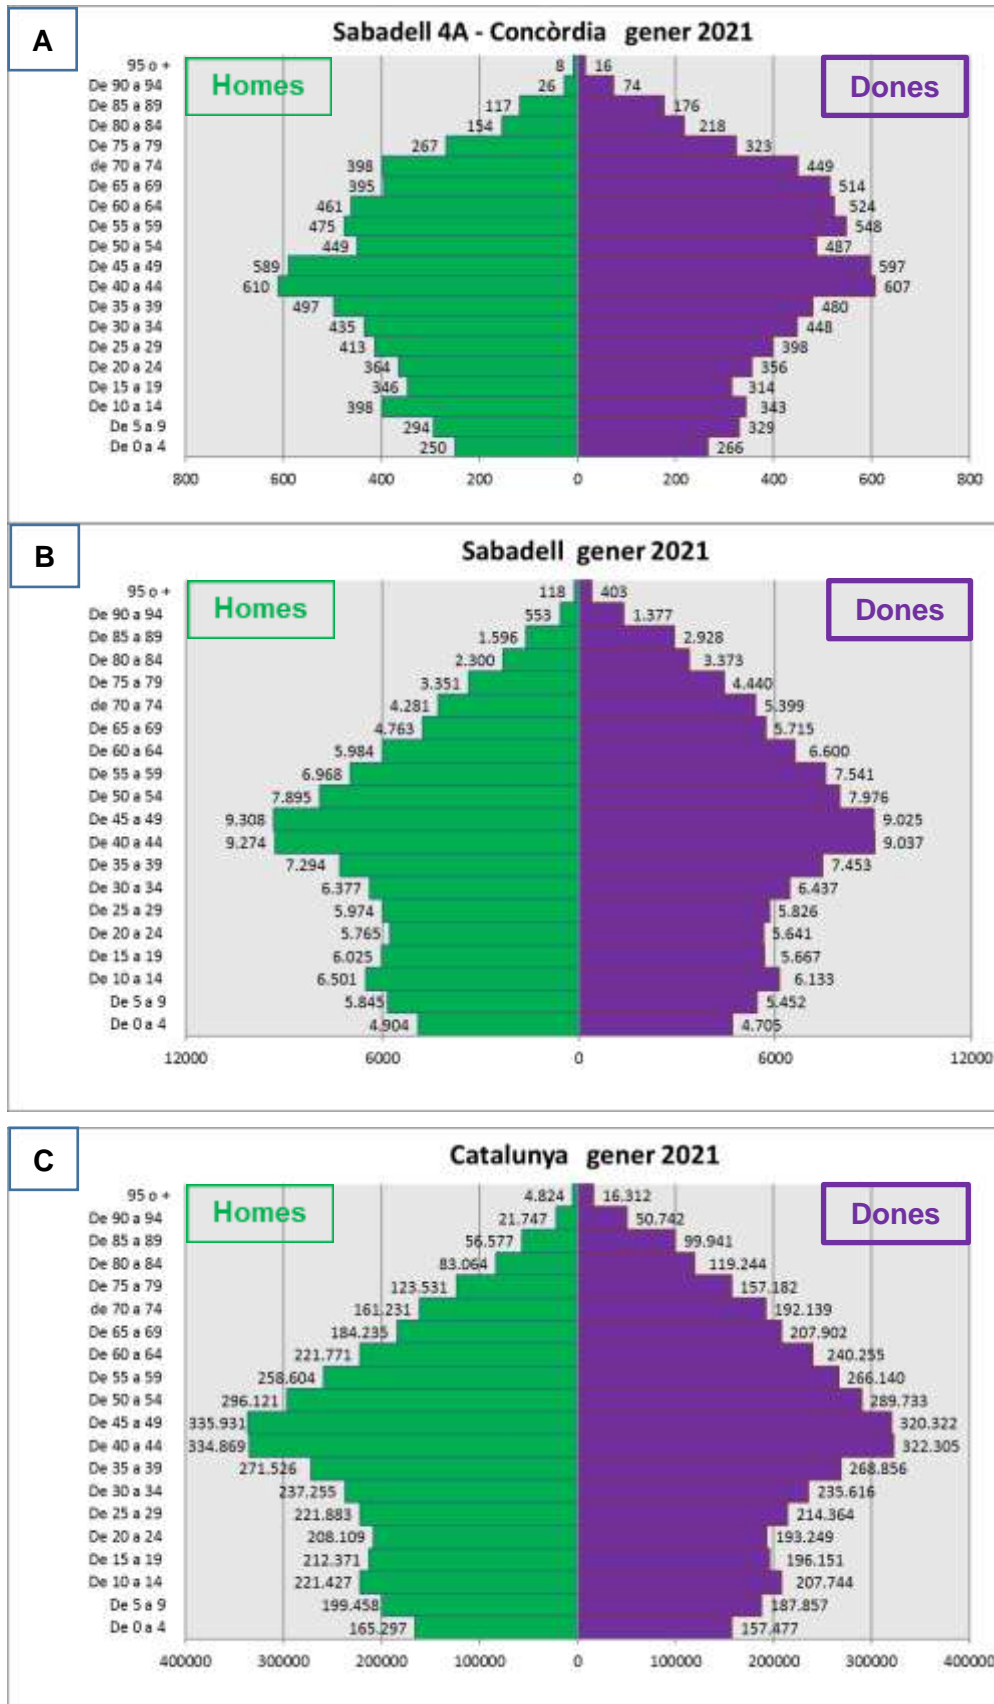 A
Sabadell 4A - Concòrdia gener 2021
Homes
Dones
95 o + 8 16
De 90 a 94 26 74
De 85 a 89 117 176
De 80 a 84 154 218
De 75 a 79 267 323
de 70 a 74 398 449
De 65 a 69 395 514
De 60 a 64 461 524
De 55 a 59 475 548
De 50 a 54 449 487
De 45 a 49 589 597
De 40 a 44 610 607
De 35 a 39 497 480
De 30 a 34 435 448
De 25 a 29 413 398
De 20 a 24 364 356
De 15 a 19 346 314
De 10 a 14 398 343
De 5 a 9 294 329
De 0 a 4 250 266
800 600 400 200 0 200 400 600 800
B
Sabadell gener 2021
Homes
Dones
95 o + 118 403
De 90 a 94 553 1.377
De 85 a 89 1.596 2.928
De 80 a 84 2.300 3.373
De 75 a 79 3.351 4.440
de 70 a 74 4.281 5.399
De 65 a 69 4.763 5.715
De 60 a 64 5.984 6.600
De 55 a 59 6.968 7.541
De 50 a 54 7.895 7.976
De 45 a 49 9.308 9.025
De 40 a 44 9.274 9.037
De 35 a 39 7.294 7.453
De 30 a 34 6.377 6.437
De 25 a 29 5.974 5.826
De 20 a 24 5.765 5.641
De 15 a 19 6.025 5.667
De 10 a 14 6.501 6.133
De 5 a 9 5.845 5.452
De 0 a 4 4.904 4.705
12000 6000 0 6000 12000
C
Catalunya gener 2021
Homes
Dones
95 o + 4.824 16.312
De 90 a 94 21.747 50.742
De 85 a 89 56.577 99.941
De 80 a 84 83.064 119.244
De 75 a 79 123.531 157.182
de 70 a 74 161.231 192.139
De 65 a 69 184.235 207.902
De 60 a 64 221.771 240.255
De 55 a 59 258.604 266.140
De 50 a 54 296.121 289.733
De 45 a 49 335.931 320.322
De 40 a 44 334.869 322.305
De 35 a 39 271.526 268.856
De 30 a 34 237.255 235.616
De 25 a 29 221.883 214.364
De 20 a 24 208.109 193.249
De 15 a 19 212.371 196.151
De 10 a 14 221.427 207.744
De 5 a 9 199.458 187.857
De 0 a 4 165.297 157.477
400000 300000 200000 100000 0 100000 200000 300000 400000